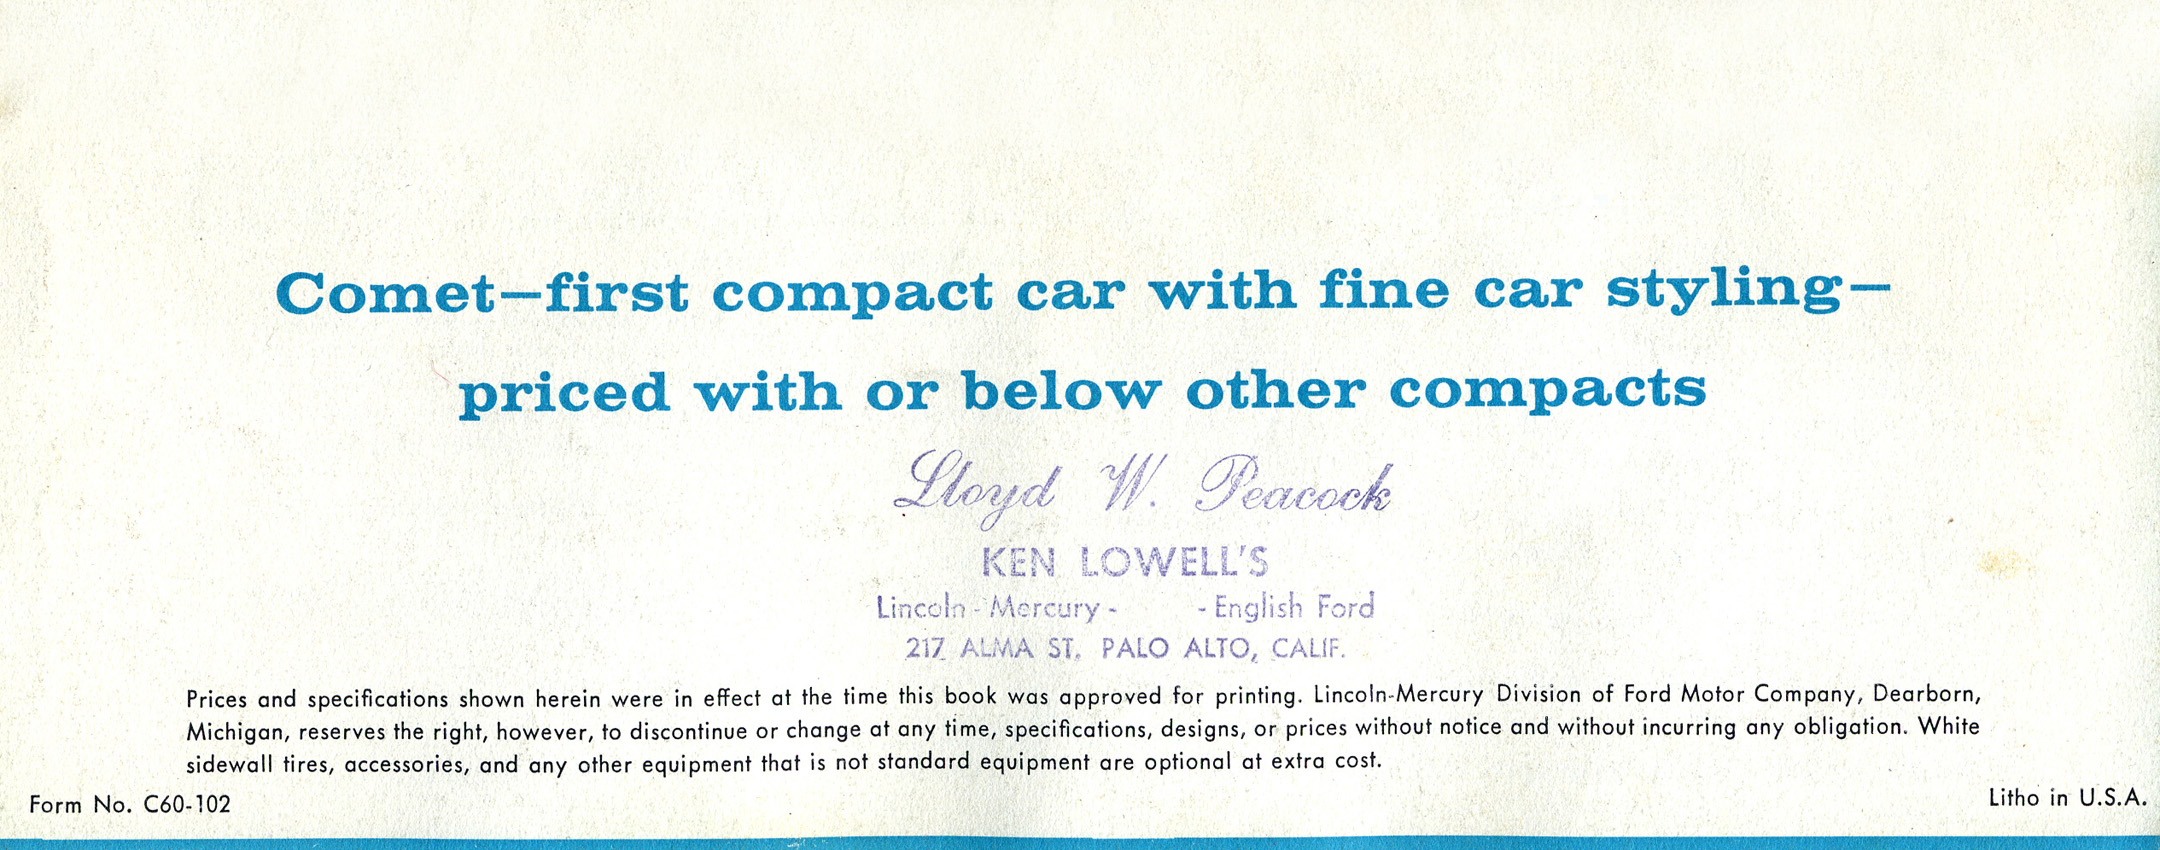 Comet—first compact car with fine car styling—
priced with or below other compacts
Lloyd W. Peacock
KEN LOWELL'S
Lincoln - Mercury - - English Ford
217 ALMA ST. PALO ALTO, CALIF.
Prices and specifications shown herein were in effect at the time this book was approved for printing. Lincoln-Mercury Division of Ford Motor Company, Dearborn,
Michigan, reserves the right, however, to discontinue or change at any time, specifications, designs, or prices without notice and without incurring any obligation. White
sidewall tires, accessories, and any other equipment that is not standard equipment are optional at extra cost.
Form No. C60-102
Litho in U.S.A.